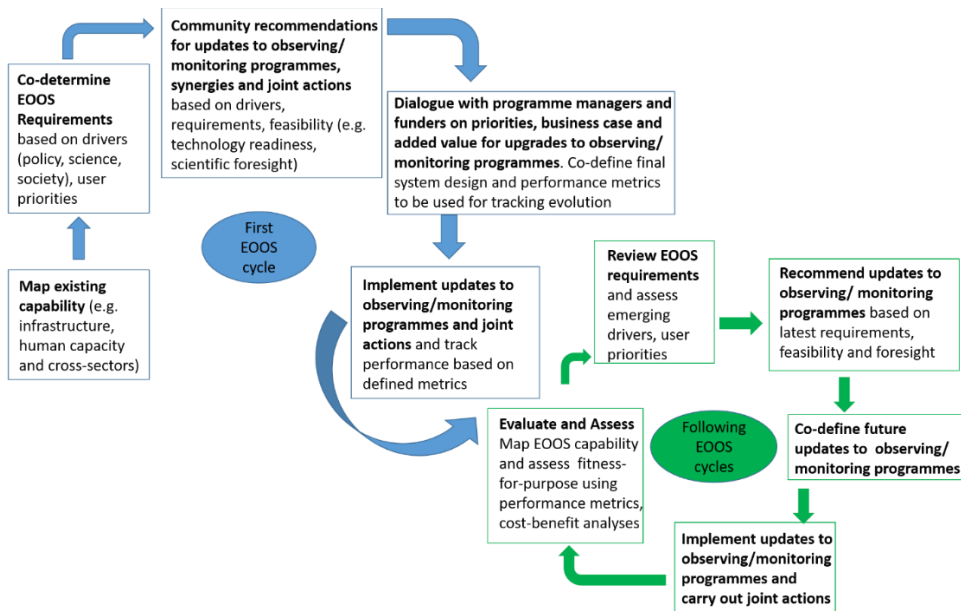 Map existing
capability (e.g.
infrastructure,
human capacity
and cross-sectors)
Co-determine
EOOS
Requirements
based on drivers
(policy, science,
society), user
priorities
Community recommendations
for updates to observing/
monitoring programmes,
synergies and joint actions
based on drivers,
requirements, feasibility (e.g.
technology readiness,
scientific foresight)
Dialogue with programme managers and
funders on priorities, business case and
added value for upgrades to observing/
monitoring programmes. Co-define final
system design and performance metrics
to be used for tracking evolution
First
EOOS
cycle
Implement updates to
observing/monitoring
programmes and joint
actions and track
performance based on
defined metrics
Evaluate and Assess
Map EOOS capability
and assess fitness-
for-purpose using
performance metrics,
cost-benefit analyses
Review EOOS
requirements
and assess
emerging
drivers, user
priorities
Recommend updates to
observing/ monitoring
programmes based on
latest requirements,
feasibility and foresight
Following
EOOS
cycles
Co-define future
updates to observing/
monitoring programmes
Implement updates to
observing/monitoring
programmes and
carry out joint actions